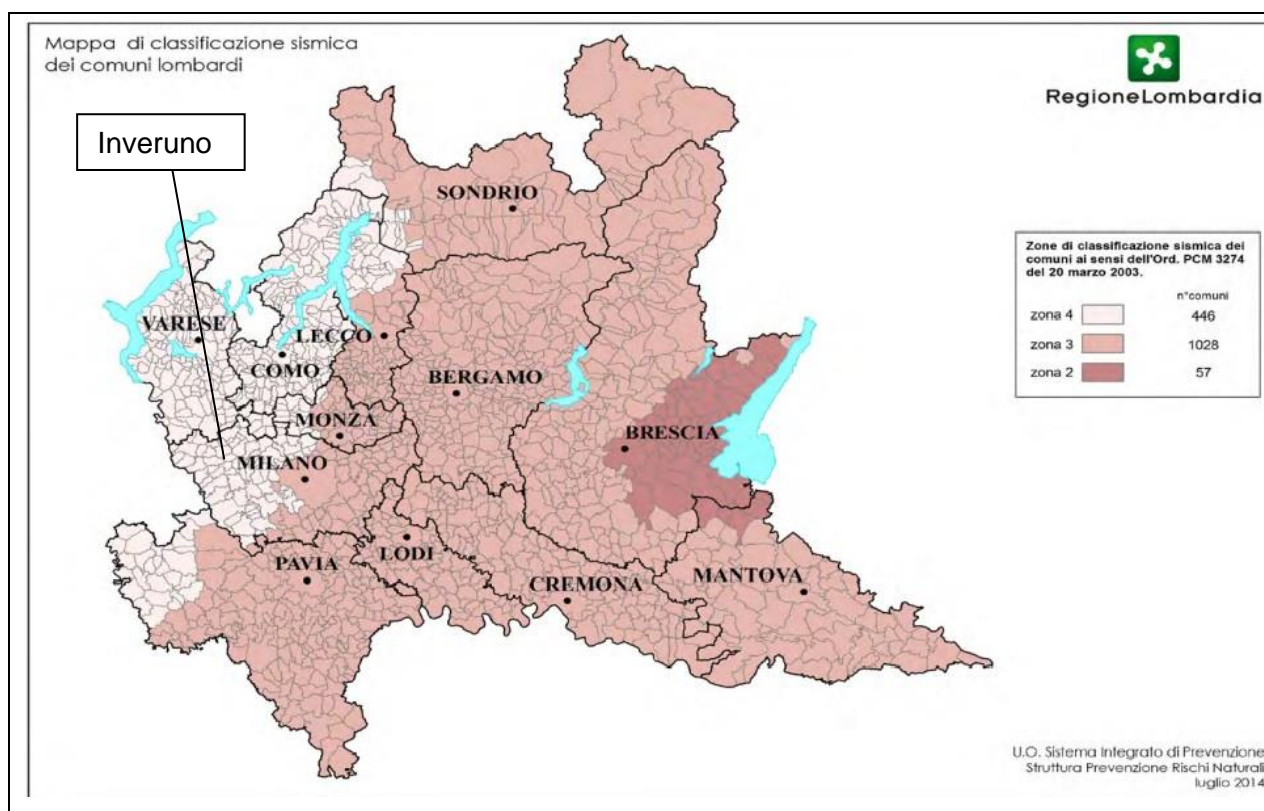 Mappa di classificazione sismica
dei comuni lombardi
RegioneLombardia
Inveruno
SONDRIO
VARESE
LECCO
COMO
BERGAMO
MONZA
BRESCIA
MILANO
LODI
PAVIA
CREMONA
MANTOVA
Zone di classificazione sismica dei
comuni ai sensi dell'Ord. PCM 3274
del 20 marzo 2003.
n°comuni
zona 4 446
zona 3 1028
zona 2 57
U.O. Sistema Integrato di Prevenzione
Struttura Prevenzione Rischi Naturali
luglio 2014